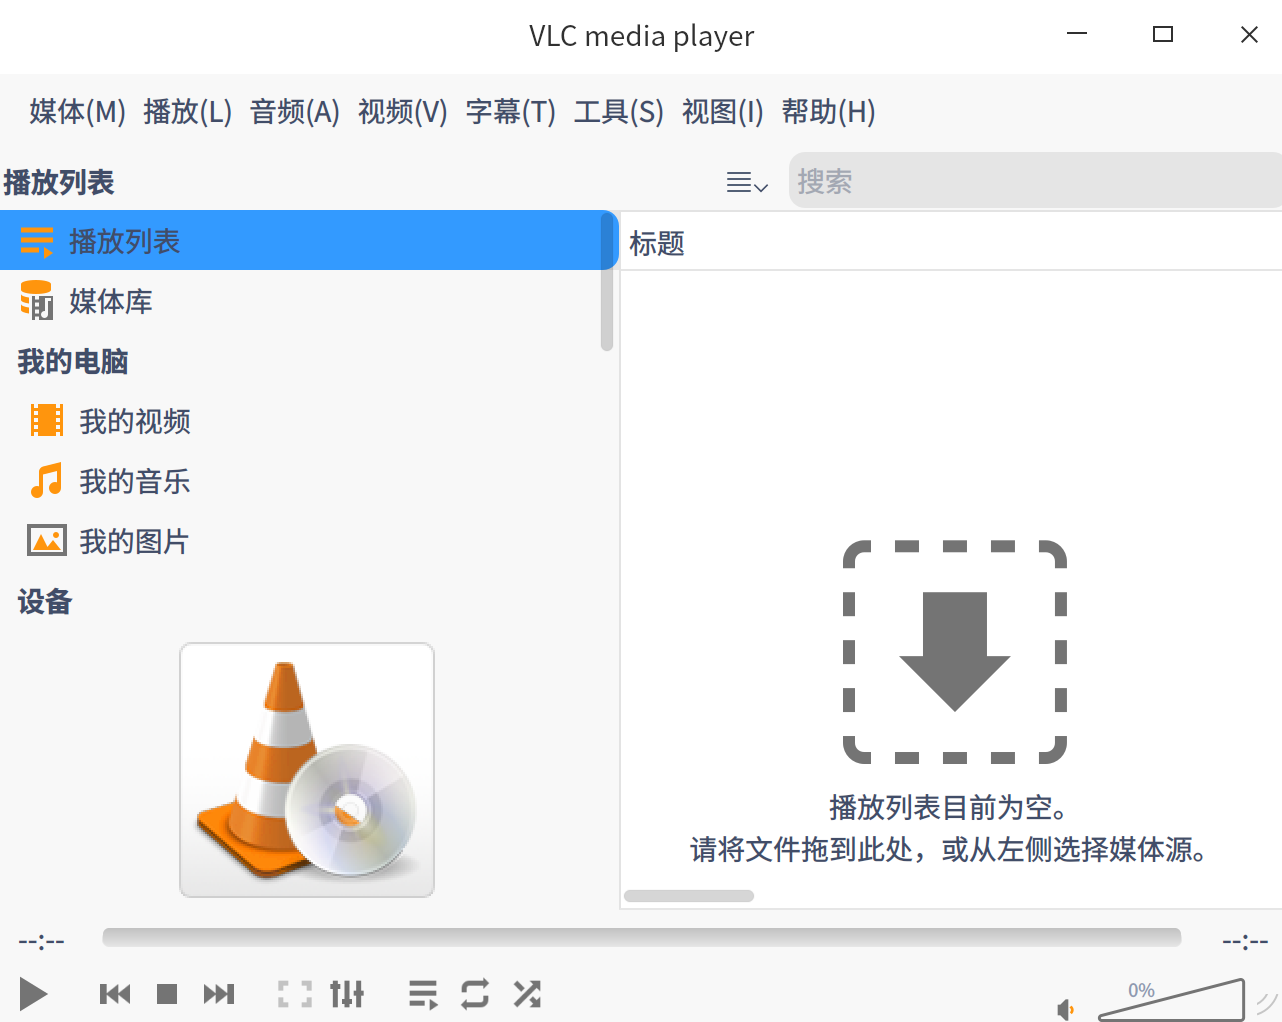 VLC media player
媒体(M) 播放(L) 音频(A) 视频(V) 字幕(T) 工具(S) 视图(I) 帮助(H)
播放列表
搜索
播放列表
标题
媒体库
我的电脑
我的视频
我的音乐
我的图片
设备
播放列表目前为空。
请将文件拖到此处，或从左侧选择媒体源。
--:-- --:--
0%